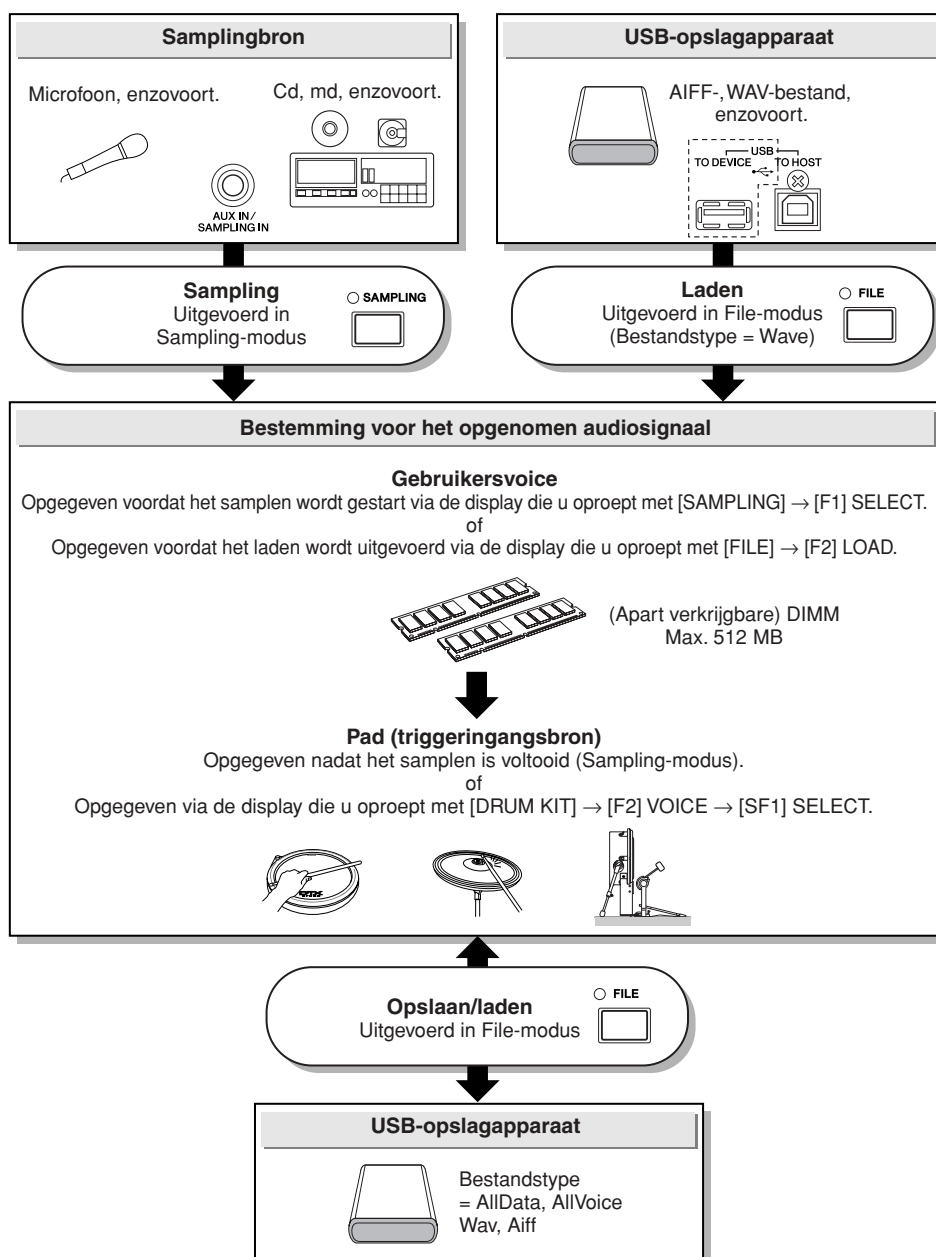 Samplingbron
Microfoon, enzovoort.
Cd, md, enzovoort.
AUX IN /
SAMPLING IN
USB-opslagapparaat
AIFF-, WAV-bestand,
enzovoort.
USB
TO DEVICE
TO HOST
Sampling
Uitgevoerd in
Sampling-modus
SAMPLING
Laden
Uitgevoerd in File-modus
(Bestandstype = Wave)
FILE
Bestemming voor het opgenomen audiosignaal
Gebruikersvoice
Opgegeven voordat het samplen wordt gestart via de display die u oproept met [SAMPLING] → [F1] SELECT.
of
Opgegeven voordat het laden wordt uitgevoerd via de display die u oproept met [FILE] → [F2] LOAD.
(Apart verkrijgbare) DIMM
Max. 512 MB
Pad (triggeringangsbron)
Opgegeven nadat het samplen is voltooid (Sampling-modus).
of
Opgegeven via de display die u oproept met [DRUM KIT] → [F2] VOICE → [SF1] SELECT.
Opslaan/laden
Uitgevoerd in File-modus
FILE
USB-opslagapparaat
Bestandstype
= AllData, AllVoice
Wav, Aiff